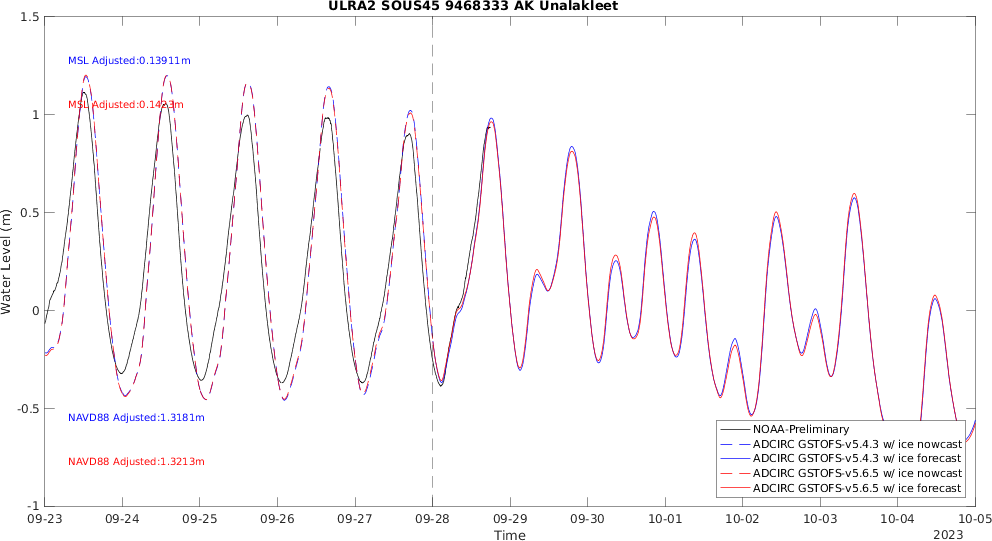 ULRA2 SOUS45 9468333 AK Unalakleet
1.5
1
0.5
0
-0.5
-1
Water Level (m)
MSL Adjusted:0.13911m
MSL Adjusted:0.1423m
NAVD88 Adjusted:1.3181m
NAVD88 Adjusted:1.3213m
NOAA-Preliminary
ADCIRC GSTOFS-v5.4.3 w/ ice nowcast
ADCIRC GSTOFS-v5.4.3 w/ ice forecast
ADCIRC GSTOFS-v5.6.5 w/ ice nowcast
ADCIRC GSTOFS-v5.6.5 w/ ice forecast
09-23 09-24 09-25 09-26 09-27 09-28 09-29 09-30 10-01 10-02 10-03 10-04 10-05
Time
2023